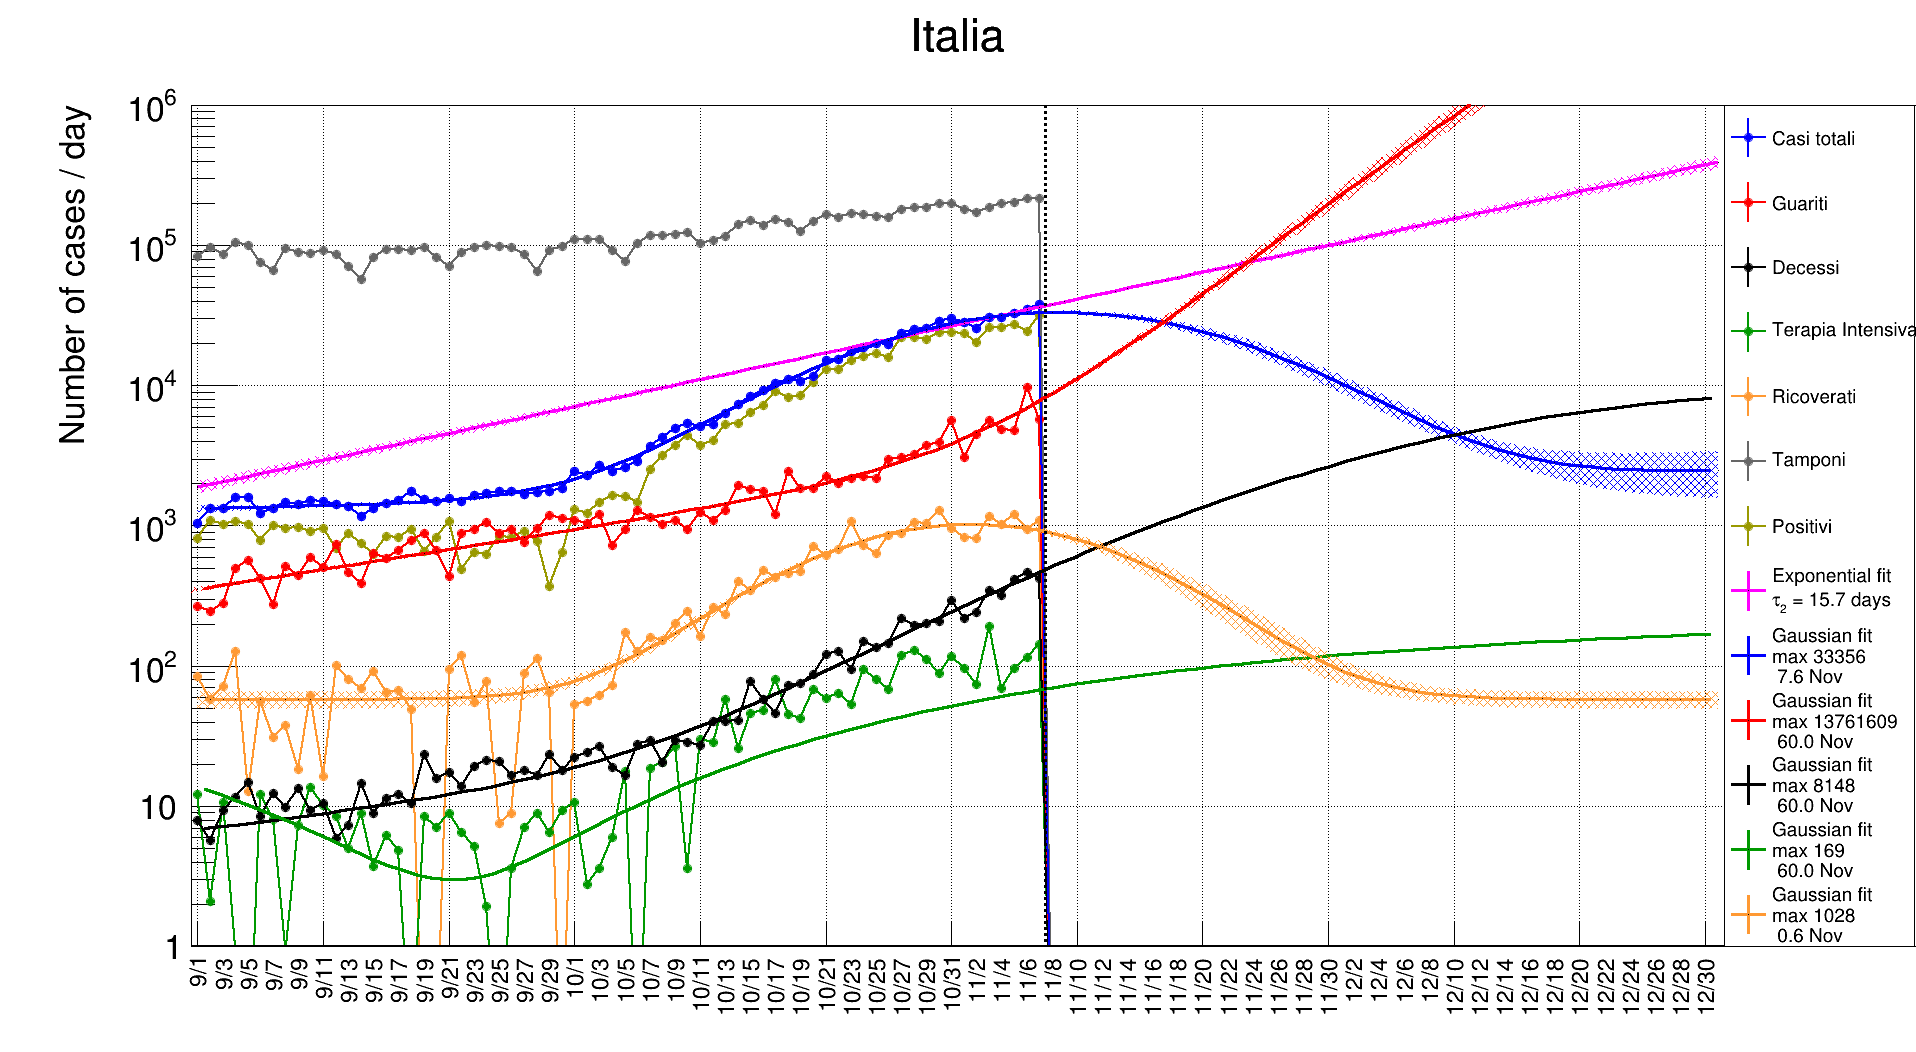 Italia
Number of cases / day
10^6
10^5
10^4
10^3
10^2
10
1
9/1 9/3 9/5 9/7 9/9 9/11 9/13 9/15 9/17 9/19 9/21 9/23 9/25 9/27 9/29 10/1 10/3 10/5 10/7 10/9 10/11 10/13 10/15 10/17 10/19 10/21 10/23 10/25 10/27 10/29 10/31 11/2 11/4 11/6 11/8 11/10 11/12 11/14 11/16 11/18 11/20 11/22 11/24 11/26 11/28 11/30 12/2 12/4 12/6 12/8 12/10 12/12 12/14 12/16 12/18 12/20 12/22 12/24 12/26 12/28 12/30
Casi totali
Guariti
Decessi
Terapia Intensiva
Ricoverati
Tamponi
Positivi
Exponential fit
τ₂ = 15.7 days
Gaussian fit
max 33356
7.6 Nov
Gaussian fit
max 13761609
60.0 Nov
Gaussian fit
max 8148
60.0 Nov
Gaussian fit
max 169
60.0 Nov
Gaussian fit
max 1028
0.6 Nov